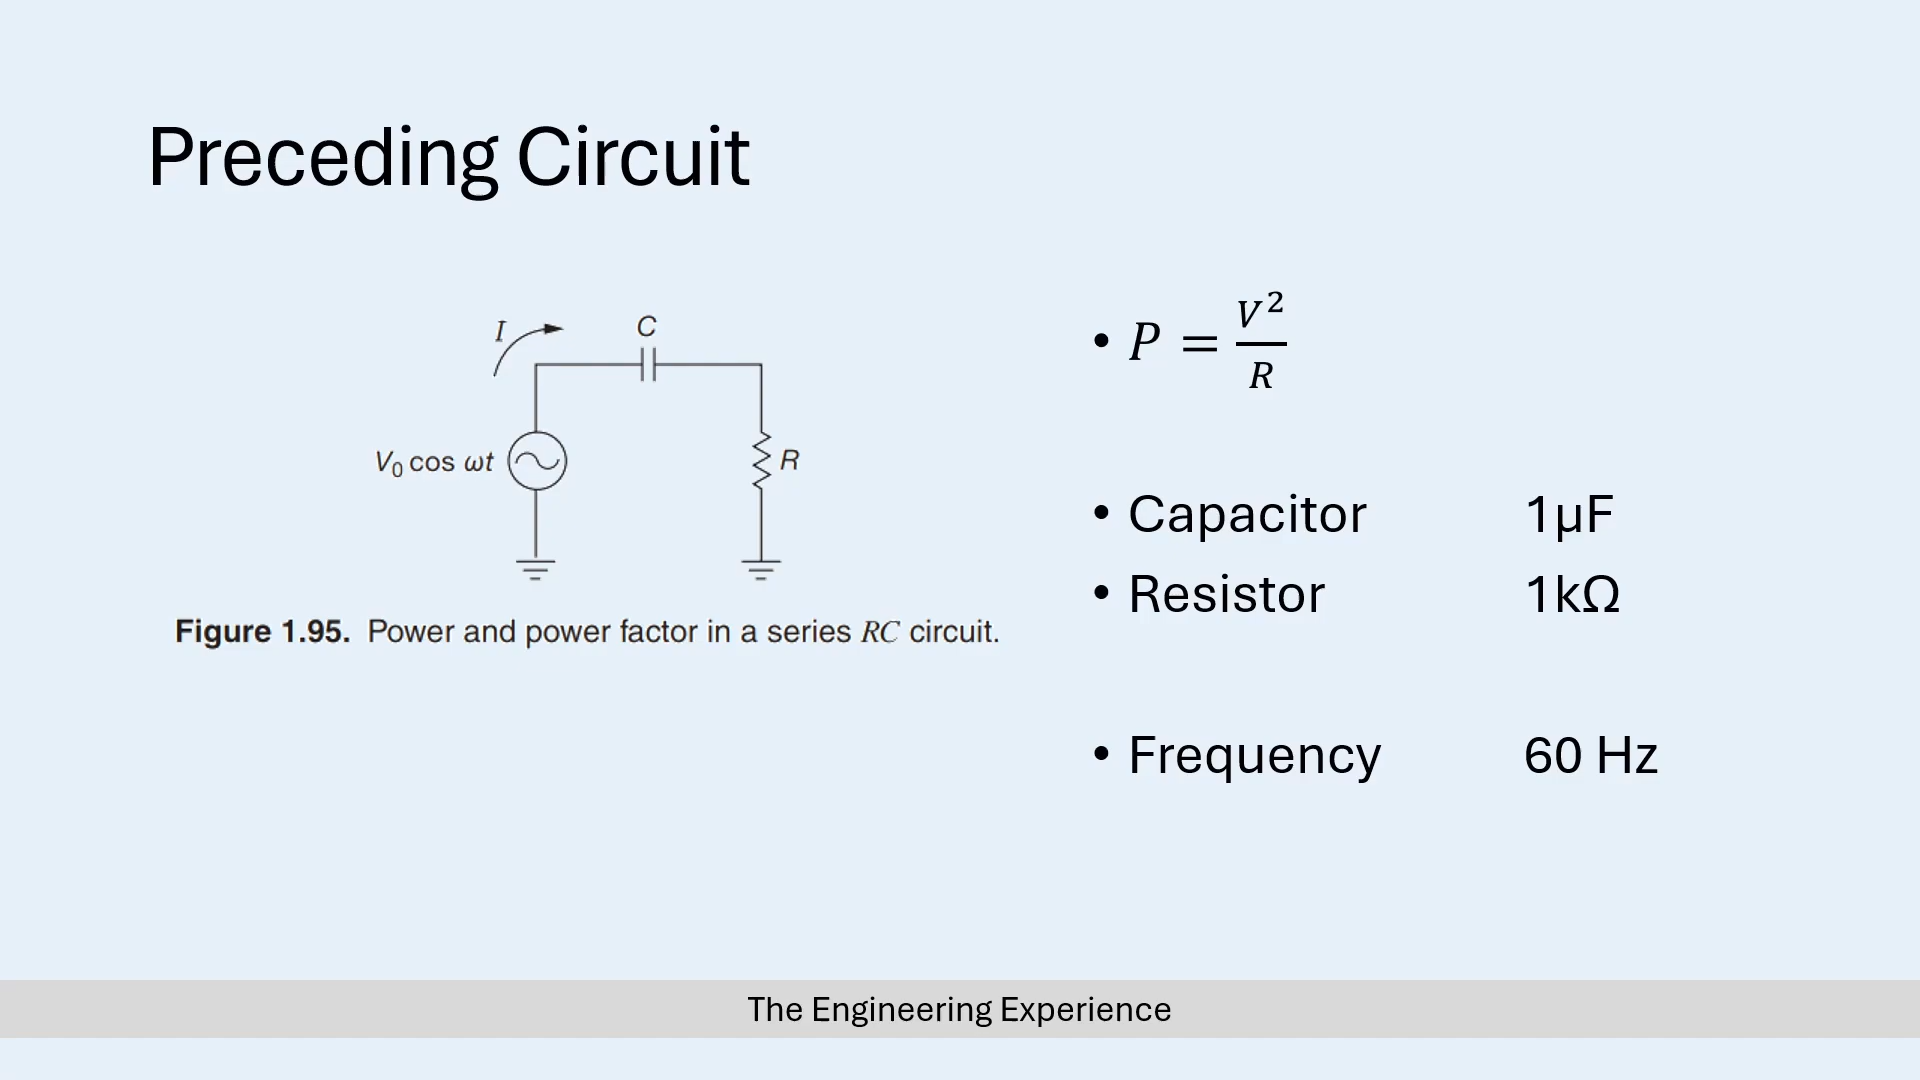 Preceding Circuit
I
C
V₀ cos ωt
R
Figure 1.95. Power and power factor in a series RC circuit.
• P = V²/R
• Capacitor 1µF
• Resistor 1kΩ
• Frequency 60 Hz
The Engineering Experience